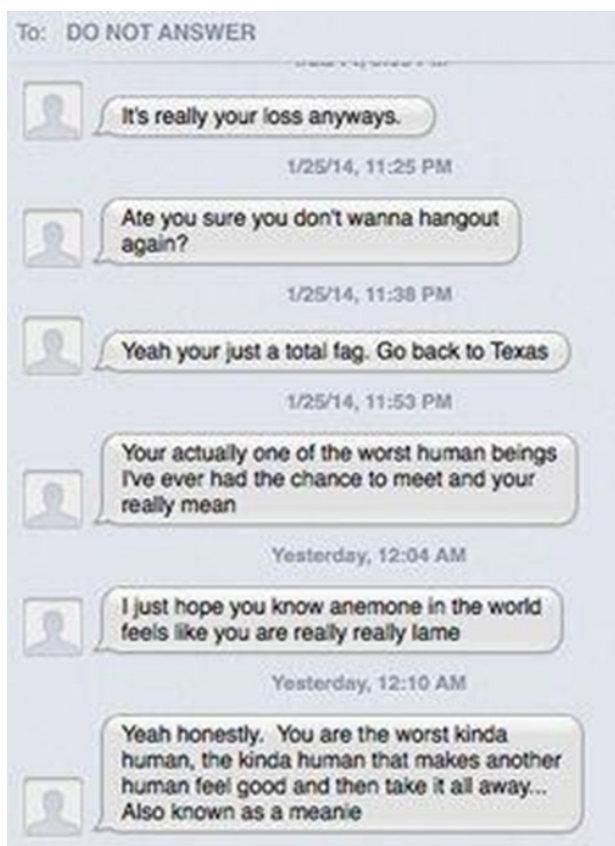 To: DO NOT ANSWER
It's really your loss anyways.
1/25/14, 11:25 PM
Ate you sure you don't wanna hangout
again?
1/25/14, 11:38 PM
Yeah your just a total fag. Go back to Texas
1/25/14, 11:53 PM
Your actually one of the worst human beings
I've ever had the chance to meet and your
really mean
Yesterday, 12:04 AM
I just hope you know anemone in the world
feels like you are really really lame
Yesterday, 12:10 AM
Yeah honestly. You are the worst kinda
human, the kinda human that makes another
human feel good and then take it all away...
Also known as a meanie